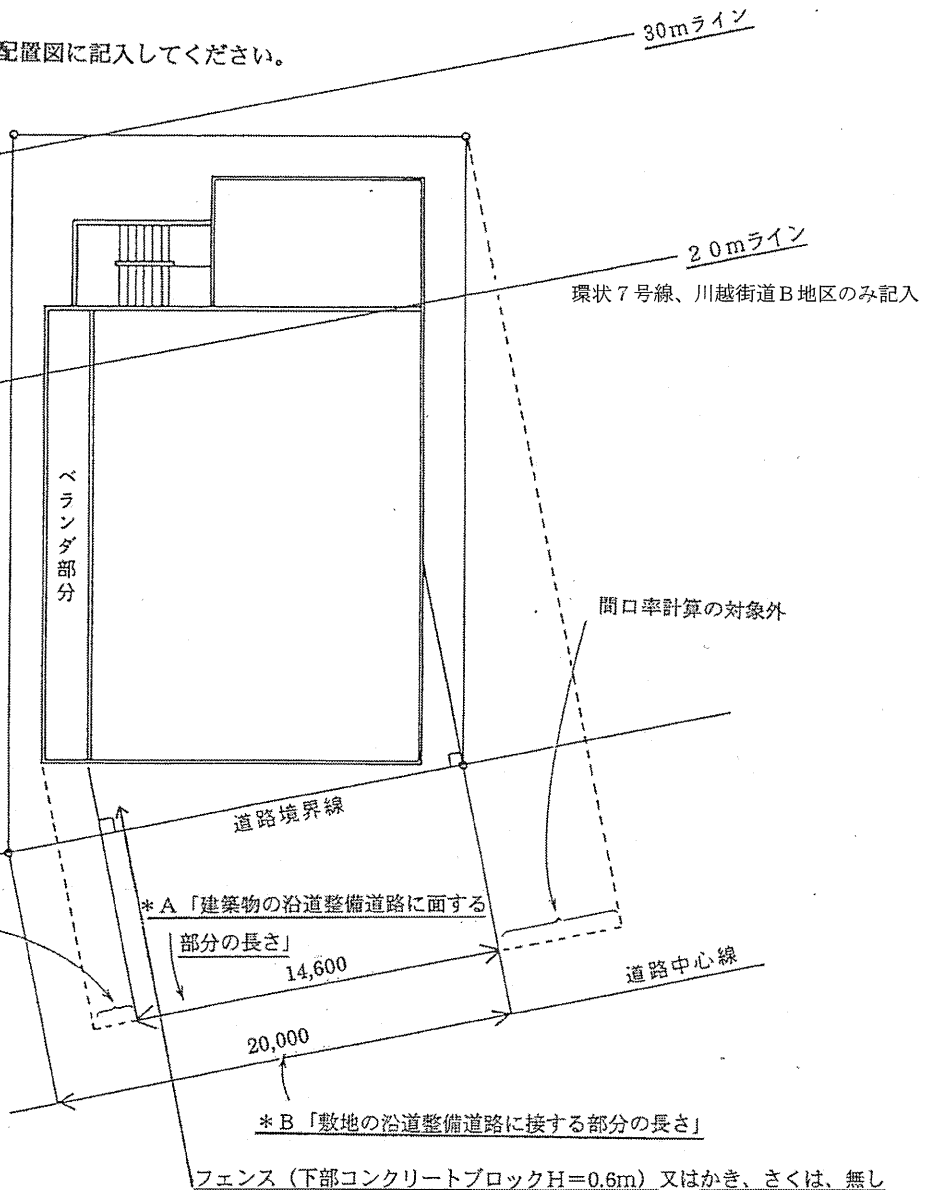 配置図に記入してください。
30mライン
20mライン
環状7号線、川越街道B地区のみ記入
ベランダ部分
間口率計算の対象外
道路境界線
*A「建築物の沿道整備道路に面する
部分の長さ」
14,600
道路中心線
20,000
*B「敷地の沿道整備道路に接する部分の長さ」
フェンス(下部コンクリートブロックH=0.6m)又はかき、さくは、無し